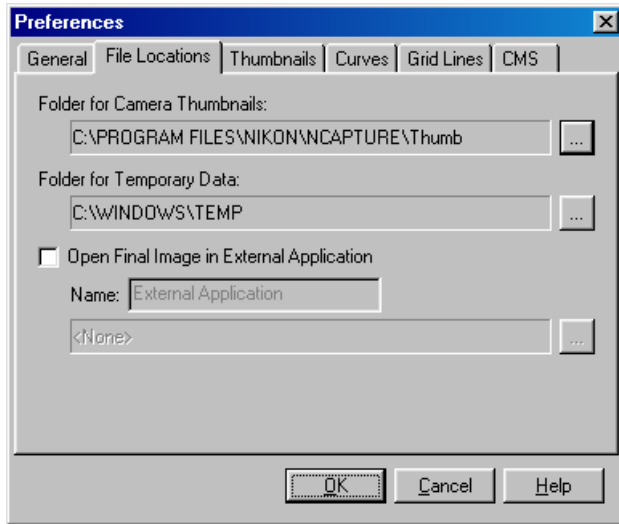 Preferences
General File Locations Thumbnails Curves Grid Lines CMS
Folder for Camera Thumbnails:
C:\PROGRAM FILES\NIKON\NCAPTURE\Thumb ...
Folder for Temporary Data:
C:\WINDOWS\TEMP ...
Open Final Image in External Application
Name: External Application
<None> ...
OK Cancel Help